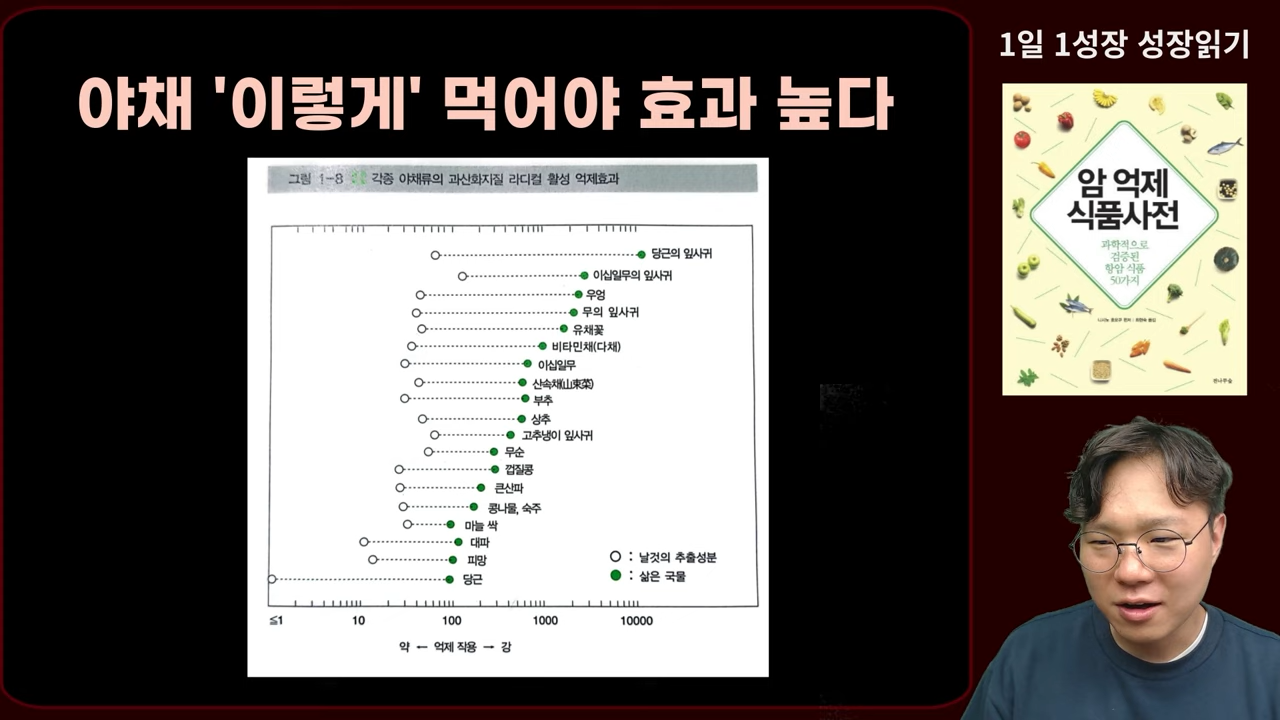 야채 '이렇게' 먹어야 효과 높다
그림 1-8 각종 야채류의 과산화지질 라디컬 활성 억제효과
당근의 잎사귀
이십일무의 잎사귀
우엉
무의 잎사귀
유채꽃
비타민채(다채)
이십일무
산속채(山東菜)
부추
상추
고추냉이 잎사귀
무순
껍질콩
큰산파
콩나물, 숙주
마늘 싹
대파
피망
당근
○ : 날것의 추출성분
● : 삶은 국물
≦1 10 100 1000 10000
약 ← 억제 작용 → 강
1일 1성장 성장읽기
암 억제
식품사전
과학적으로
검증된
항암 식품
50가지
전나무숲